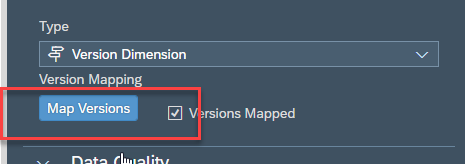 Type
Version Dimension
Version Mapping
Map Versions
Versions Mapped
Data Quality